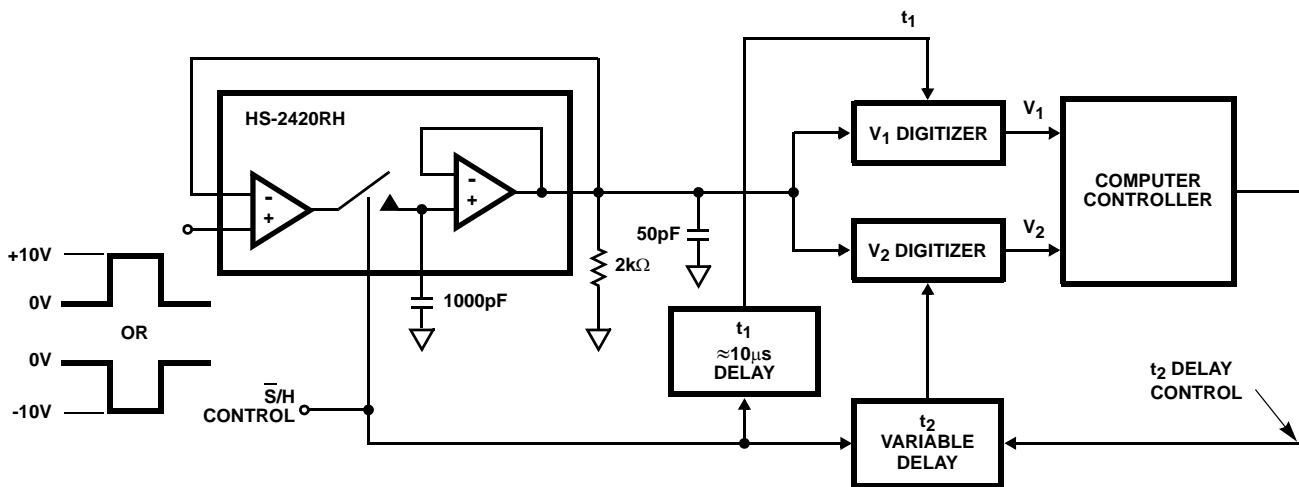 t1
HS-2420RH
-
+
-
+
V1 DIGITIZER
V1
COMPUTER
CONTROLLER
V2 DIGITIZER
V2
50pF
2kΩ
1000pF
+10V
0V
OR
0V
-10V
S̅/H
CONTROL
t1
≈10μs
DELAY
t2
VARIABLE
DELAY
t2 DELAY
CONTROL